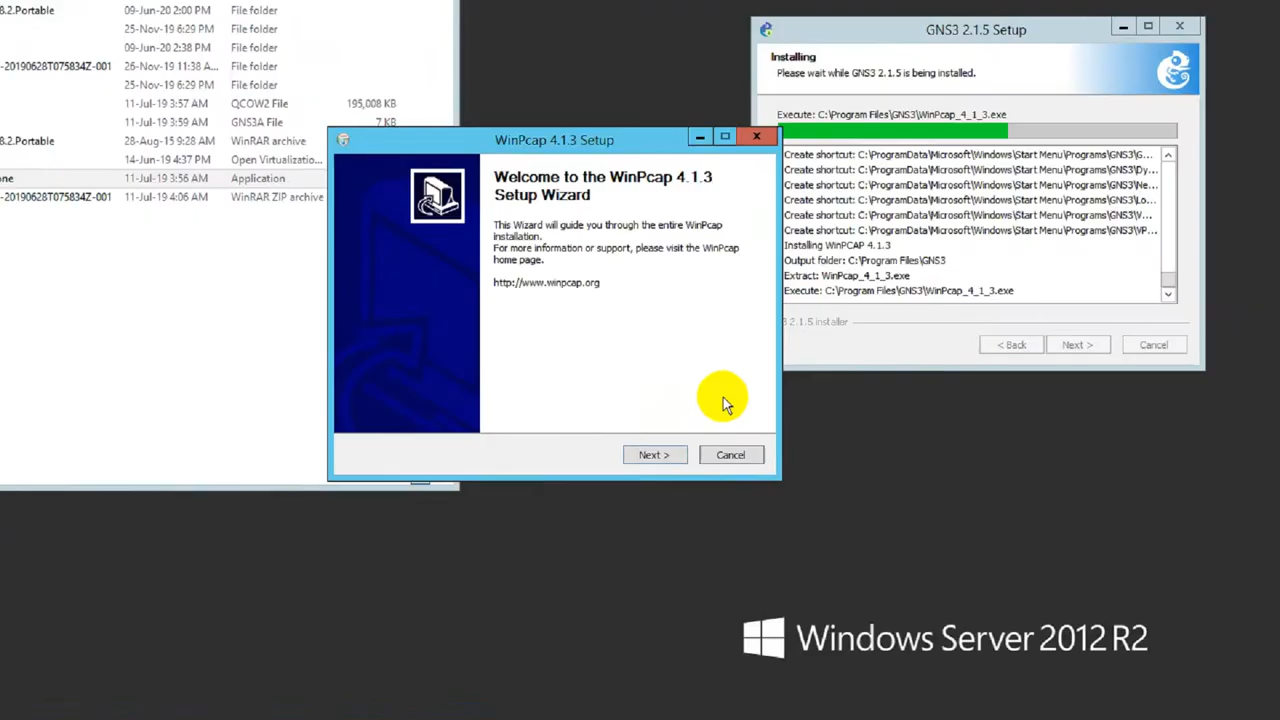 8.2.Portable 09-Jun-20 2:00 PM File folder
25-Nov-19 6:29 PM File folder
09-Jun-20 2:38 PM File folder
-20190628T075834Z-001 26-Nov-19 11:38 A... File folder
25-Nov-19 6:29 PM File folder
11-Jul-19 3:57 AM QCOW2 File 195,008 KB
11-Jul-19 3:59 AM GNS3A File 7 KB
8.2.Portable 28-Aug-15 9:28 AM WinRAR archive
14-Jun-19 4:37 PM Open Virtualizatio...
one 11-Jul-19 3:56 AM Application
-20190628T075834Z-001 11-Jul-19 4:06 AM WinRAR ZIP archive
WinPcap 4.1.3 Setup
Welcome to the WinPcap 4.1.3
Setup Wizard
This Wizard will guide you through the entire WinPcap
installation.
For more information or support, please visit the WinPcap
home page.
http://www.winpcap.org
Next >
Cancel
GNS3 2.1.5 Setup
Installing
Please wait while GNS3 2.1.5 is being installed.
Execute: C:\Program Files\GNS3\WinPcap_4_1_3.exe
Create shortcut: C:\ProgramData\Microsoft\Windows\Start Menu\Programs\GNS3\G...
Create shortcut: C:\ProgramData\Microsoft\Windows\Start Menu\Programs\GNS3\Dy...
Create shortcut: C:\ProgramData\Microsoft\Windows\Start Menu\Programs\GNS3\Ne...
Create shortcut: C:\ProgramData\Microsoft\Windows\Start Menu\Programs\GNS3\Lo...
Create shortcut: C:\ProgramData\Microsoft\Windows\Start Menu\Programs\GNS3\V...
Create shortcut: C:\ProgramData\Microsoft\Windows\Start Menu\Programs\GNS3\VP...
Installing WinPCAP 4.1.3
Output folder: C:\Program Files\GNS3
Extract: WinPcap_4_1_3.exe
Execute: C:\Program Files\GNS3\WinPcap_4_1_3.exe
2.1.5 installer
< Back
Next >
Cancel
Windows Server 2012 R2